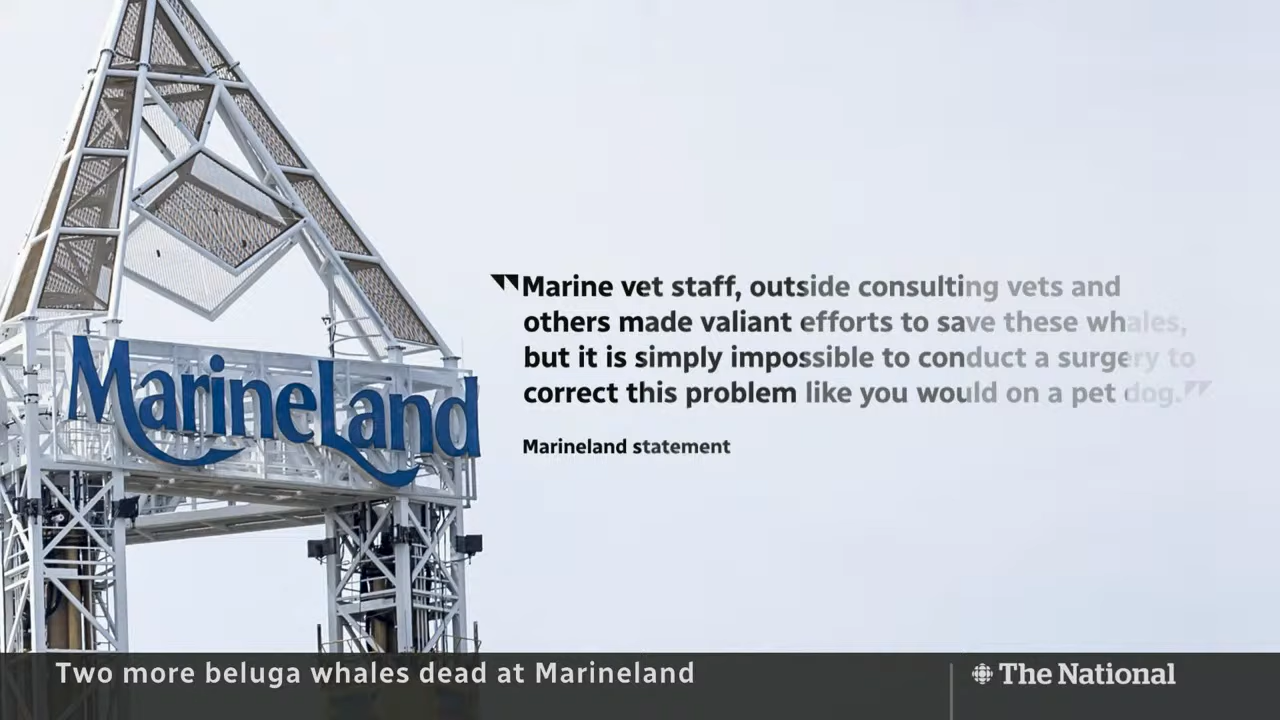 MarineLand
"Marine vet staff, outside consulting vets and
others made valiant efforts to save these whales,
but it is simply impossible to conduct a surgery to
correct this problem like you would on a pet dog."
Marineland statement
Two more beluga whales dead at Marineland
The National